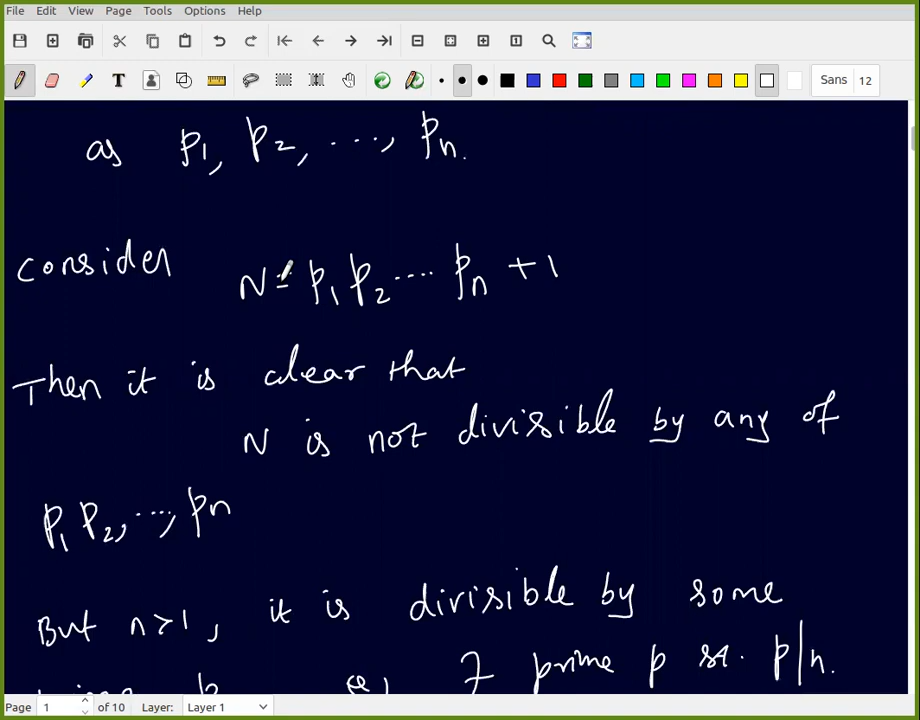 File Edit View Page Tools Options Help
Sans 12
as p1, p2, ...., pn.
Consider N = p1 p2 .... pn + 1
Then it is clear that
N is not divisible by any of
p1 p2, ..., pn
But n>1, it is divisible by some
prime p prime p st. p|n.
Page 1 of 10 Layer: Layer 1